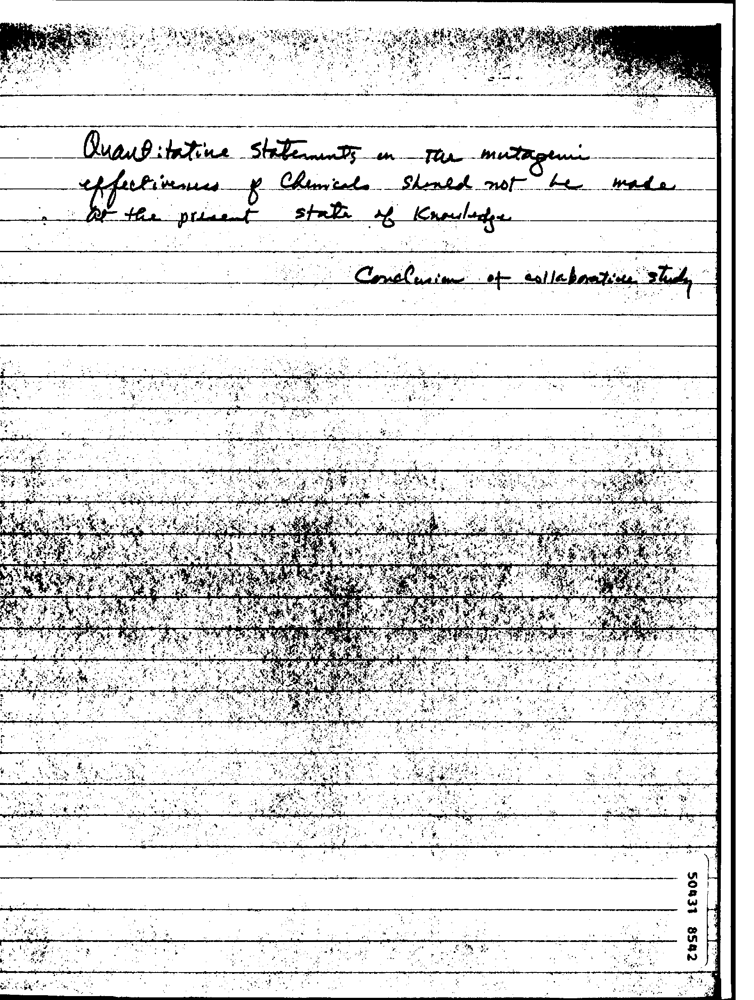 Quantitative statements on the mutagenic
effectiveness of Chemicals should not be made
at the present state of Knowledge
Conclusion of collaborative study
50431 8542